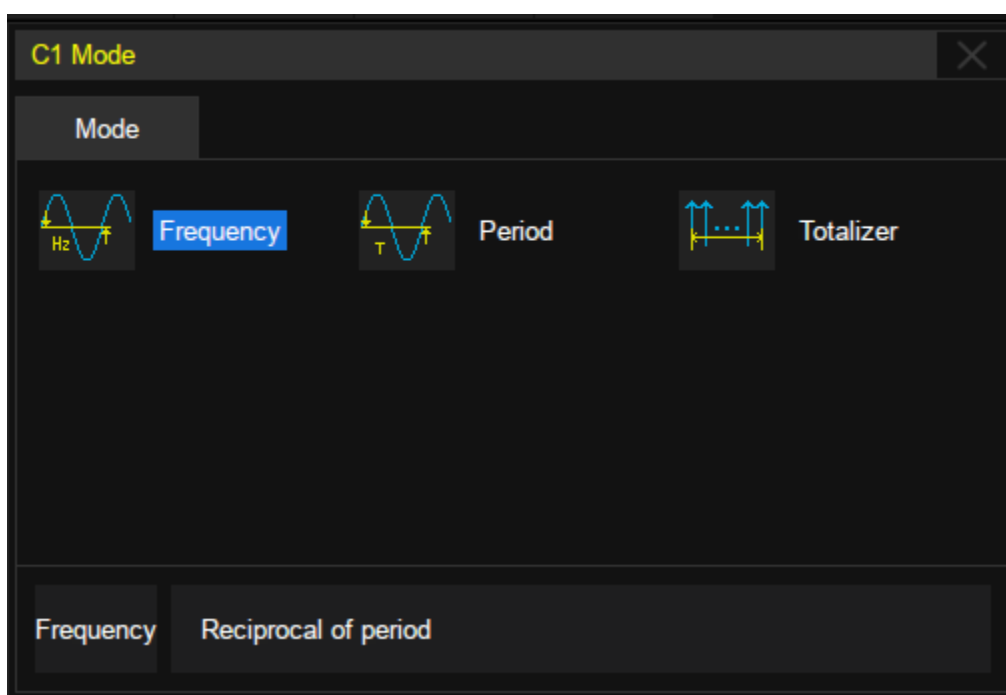 C1 Mode
Mode
Hz
Frequency
T
Period
Totalizer
Frequency
Reciprocal of period